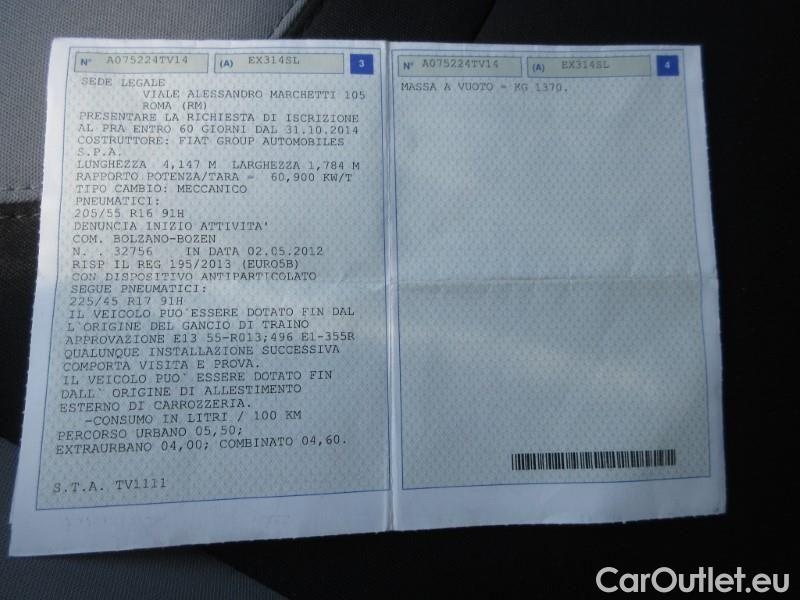 N° A075224TV14 (A) EX314SL 3
SEDE LEGALE
VIALE ALESSANDRO MARCHETTI 105
ROMA (RM)
PRESENTARE LA RICHIESTA DI ISCRIZIONE
AL PRA ENTRO 60 GIORNI DAL 31.10.2014
COSTRUTTORE: FIAT GROUP AUTOMOBILES
S.P.A.
LUNGHEZZA 4,147 M LARGHEZZA 1,784 M
RAPPORTO POTENZA/TARA = 60,900 KW/T
TIPO CAMBIO: MECCANICO
PNEUMATICI:
205/55 R16 91H
DENUNCIA INIZIO ATTIVITA'
COM. BOLZANO-BOZEN
N. . 32756 IN DATA 02.05.2012
RISP IL REG 195/2013 (EURO5B)
CON DISPOSITIVO ANTIPARTICOLATO
SEGUE PNEUMATICI:
225/45 R17 91H
IL VEICOLO PUO`ESSERE DOTATO FIN DAL
L`ORIGINE DEL GANCIO DI TRAINO
APPROVAZIONE E13 55-R013;496 E1-355R
QUALUNQUE INSTALLAZIONE SUCCESSIVA
COMPORTA VISITA E PROVA.
IL VEICOLO PUO` ESSERE DOTATO FIN
DALL` ORIGINE DI ALLESTIMENTO
ESTERNO DI CARROZZERIA.
-CONSUMO IN LITRI / 100 KM
PERCORSO URBANO 05,50;
EXTRAURBANO 04,00; COMBINATO 04,60.
S.T.A. TV1111
N° A075224TV14 (A) EX314SL 4
MASSA A VUOTO = KG 1370.
CarOutlet.eu